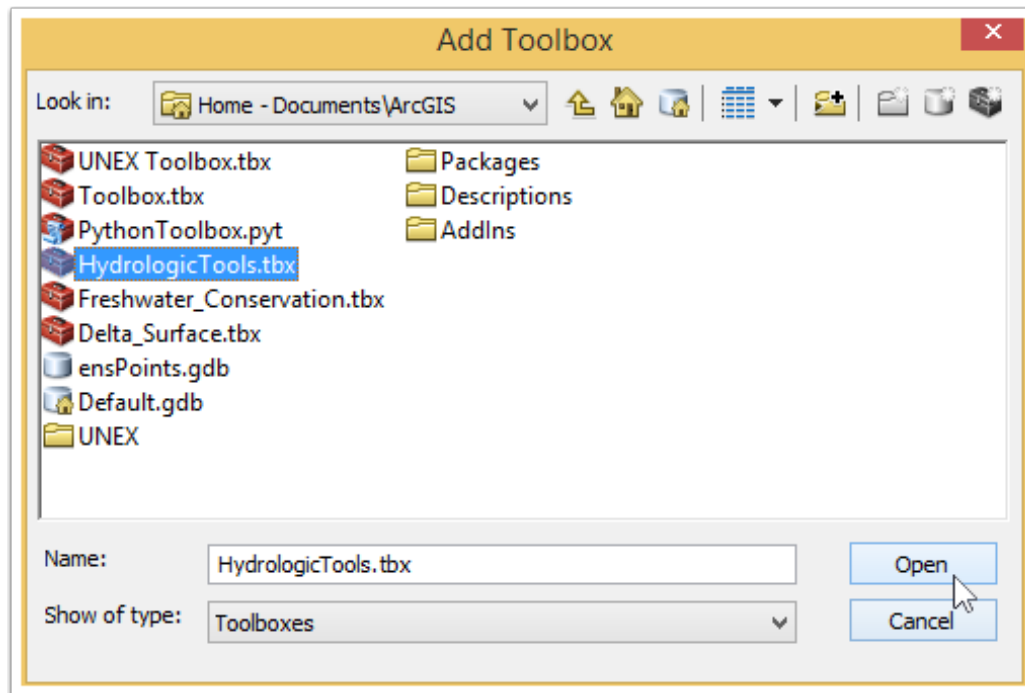 Add Toolbox
Look in: Home - Documents\ArcGIS
UNEX Toolbox.tbx
Toolbox.tbx
PythonToolbox.pyt
HydrologicTools.tbx
Freshwater_Conservation.tbx
Delta_Surface.tbx
ensPoints.gdb
Default.gdb
UNEX
Packages
Descriptions
AddIns
Name: HydrologicTools.tbx Open
Show of type: Toolboxes Cancel